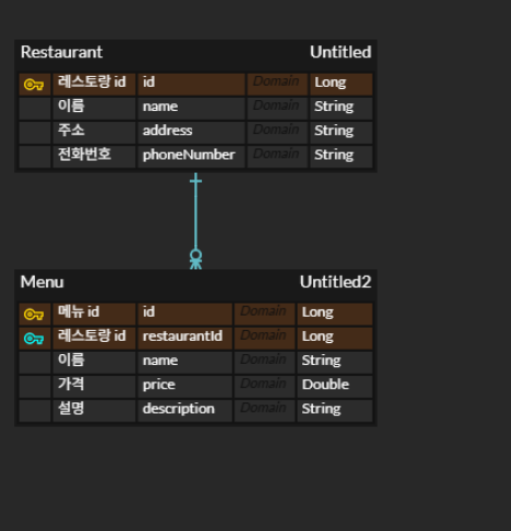 Restaurant Untitled
레스토랑 id id Domain Long
이름 name Domain String
주소 address Domain String
전화번호 phoneNumber Domain String
Menu Untitled2
메뉴 id id Domain Long
레스토랑 id restaurantId Domain Long
이름 name Domain String
가격 price Domain Double
설명 description Domain String